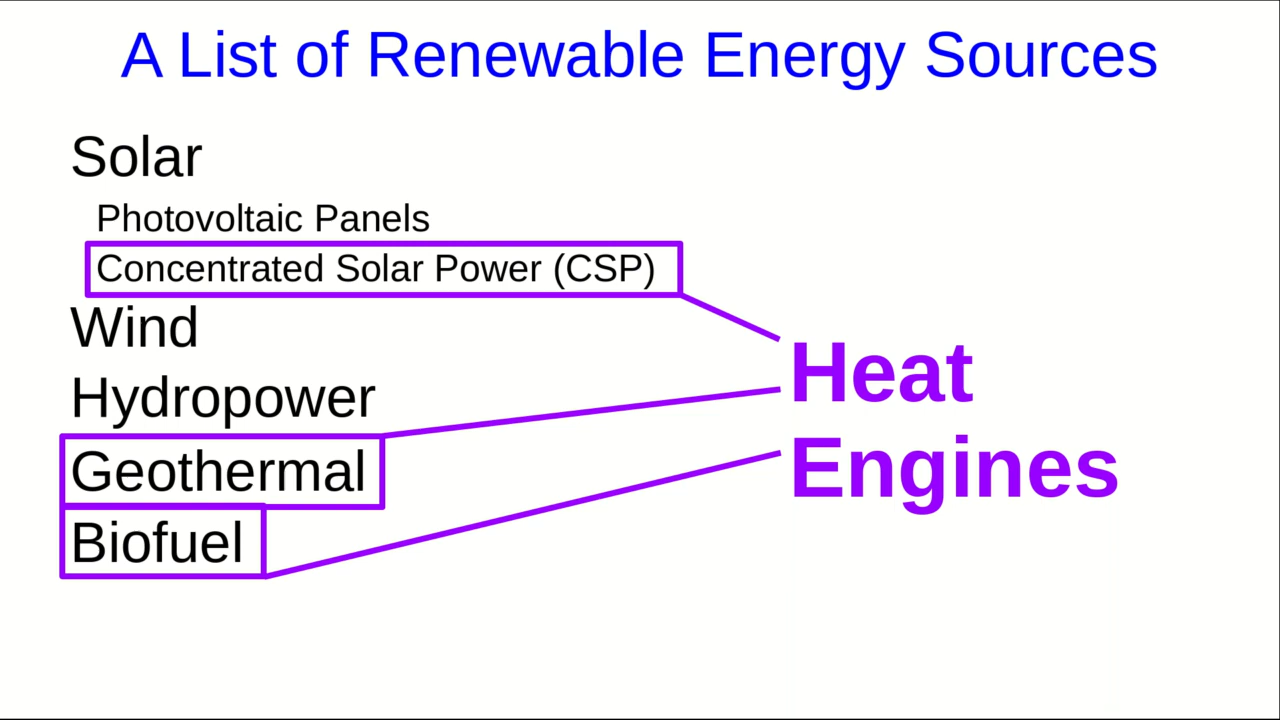 A List of Renewable Energy Sources
Solar
Photovoltaic Panels
Concentrated Solar Power (CSP)
Wind
Hydropower
Geothermal
Biofuel
Heat
Engines